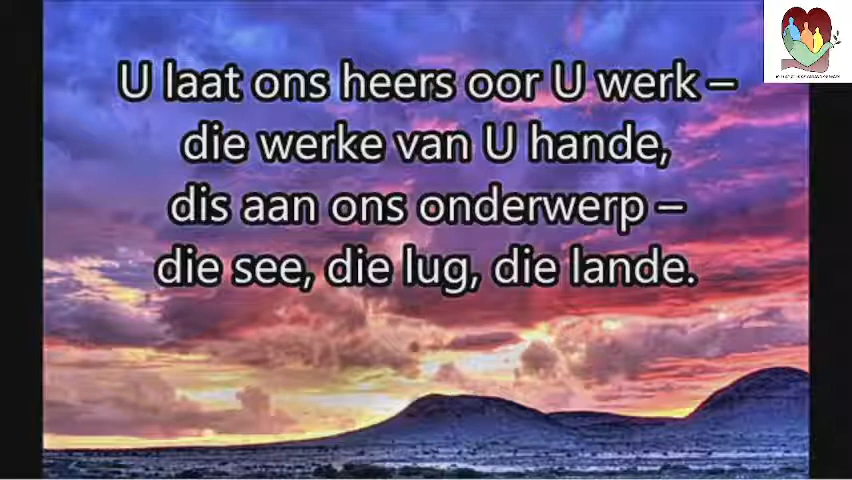 U laat ons heers oor U werk –
die werke van U hande,
dis aan ons onderwerp –
die see, die lug, die lande.